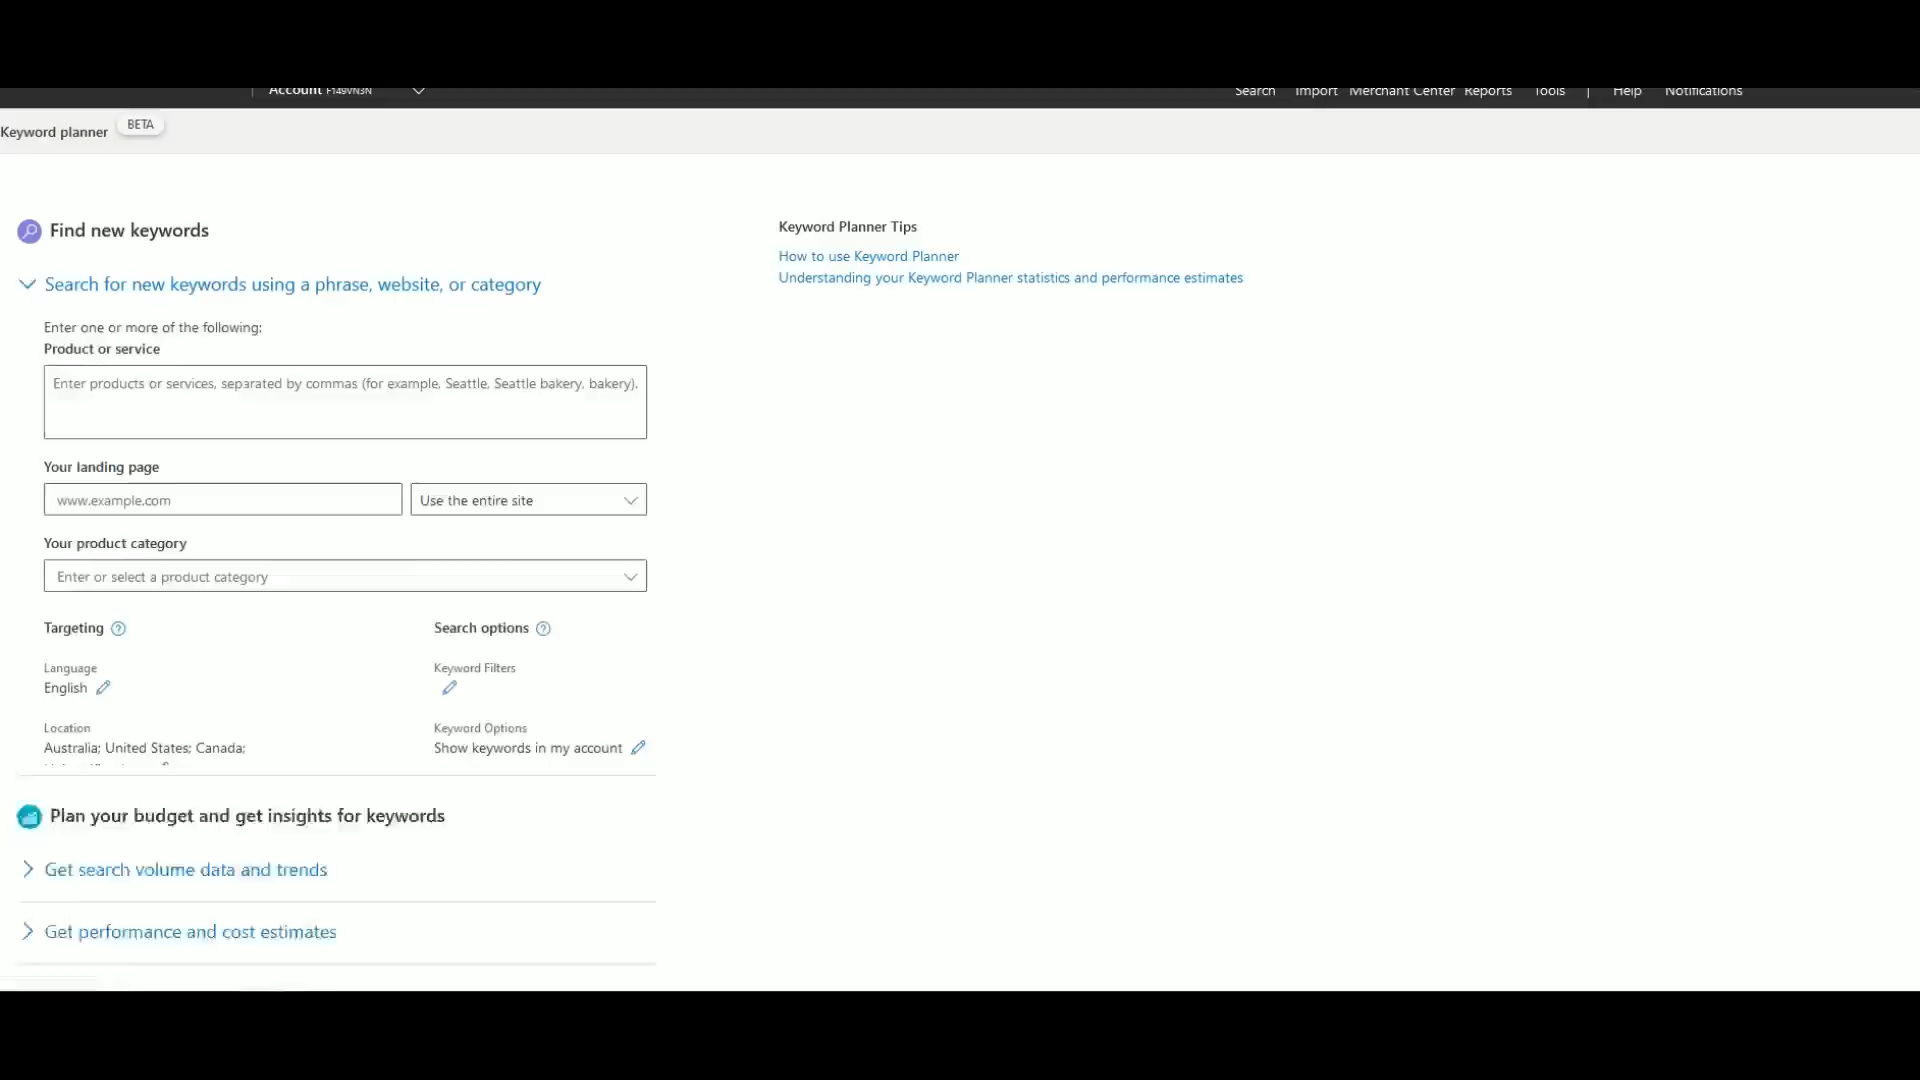 Account F149VN3N
Search Import Merchant Center Reports Tools | Help Notifications
Keyword planner BETA
Find new keywords
Search for new keywords using a phrase, website, or category
Enter one or more of the following:
Product or service
Enter products or services, separated by commas (for example, Seattle, Seattle bakery, bakery).
Your landing page
www.example.com
Use the entire site
Your product category
Enter or select a product category
Targeting
Language
English
Location
Australia; United States; Canada;
Search options
Keyword Filters
Keyword Options
Show keywords in my account
Plan your budget and get insights for keywords
Get search volume data and trends
Get performance and cost estimates
Keyword Planner Tips
How to use Keyword Planner
Understanding your Keyword Planner statistics and performance estimates